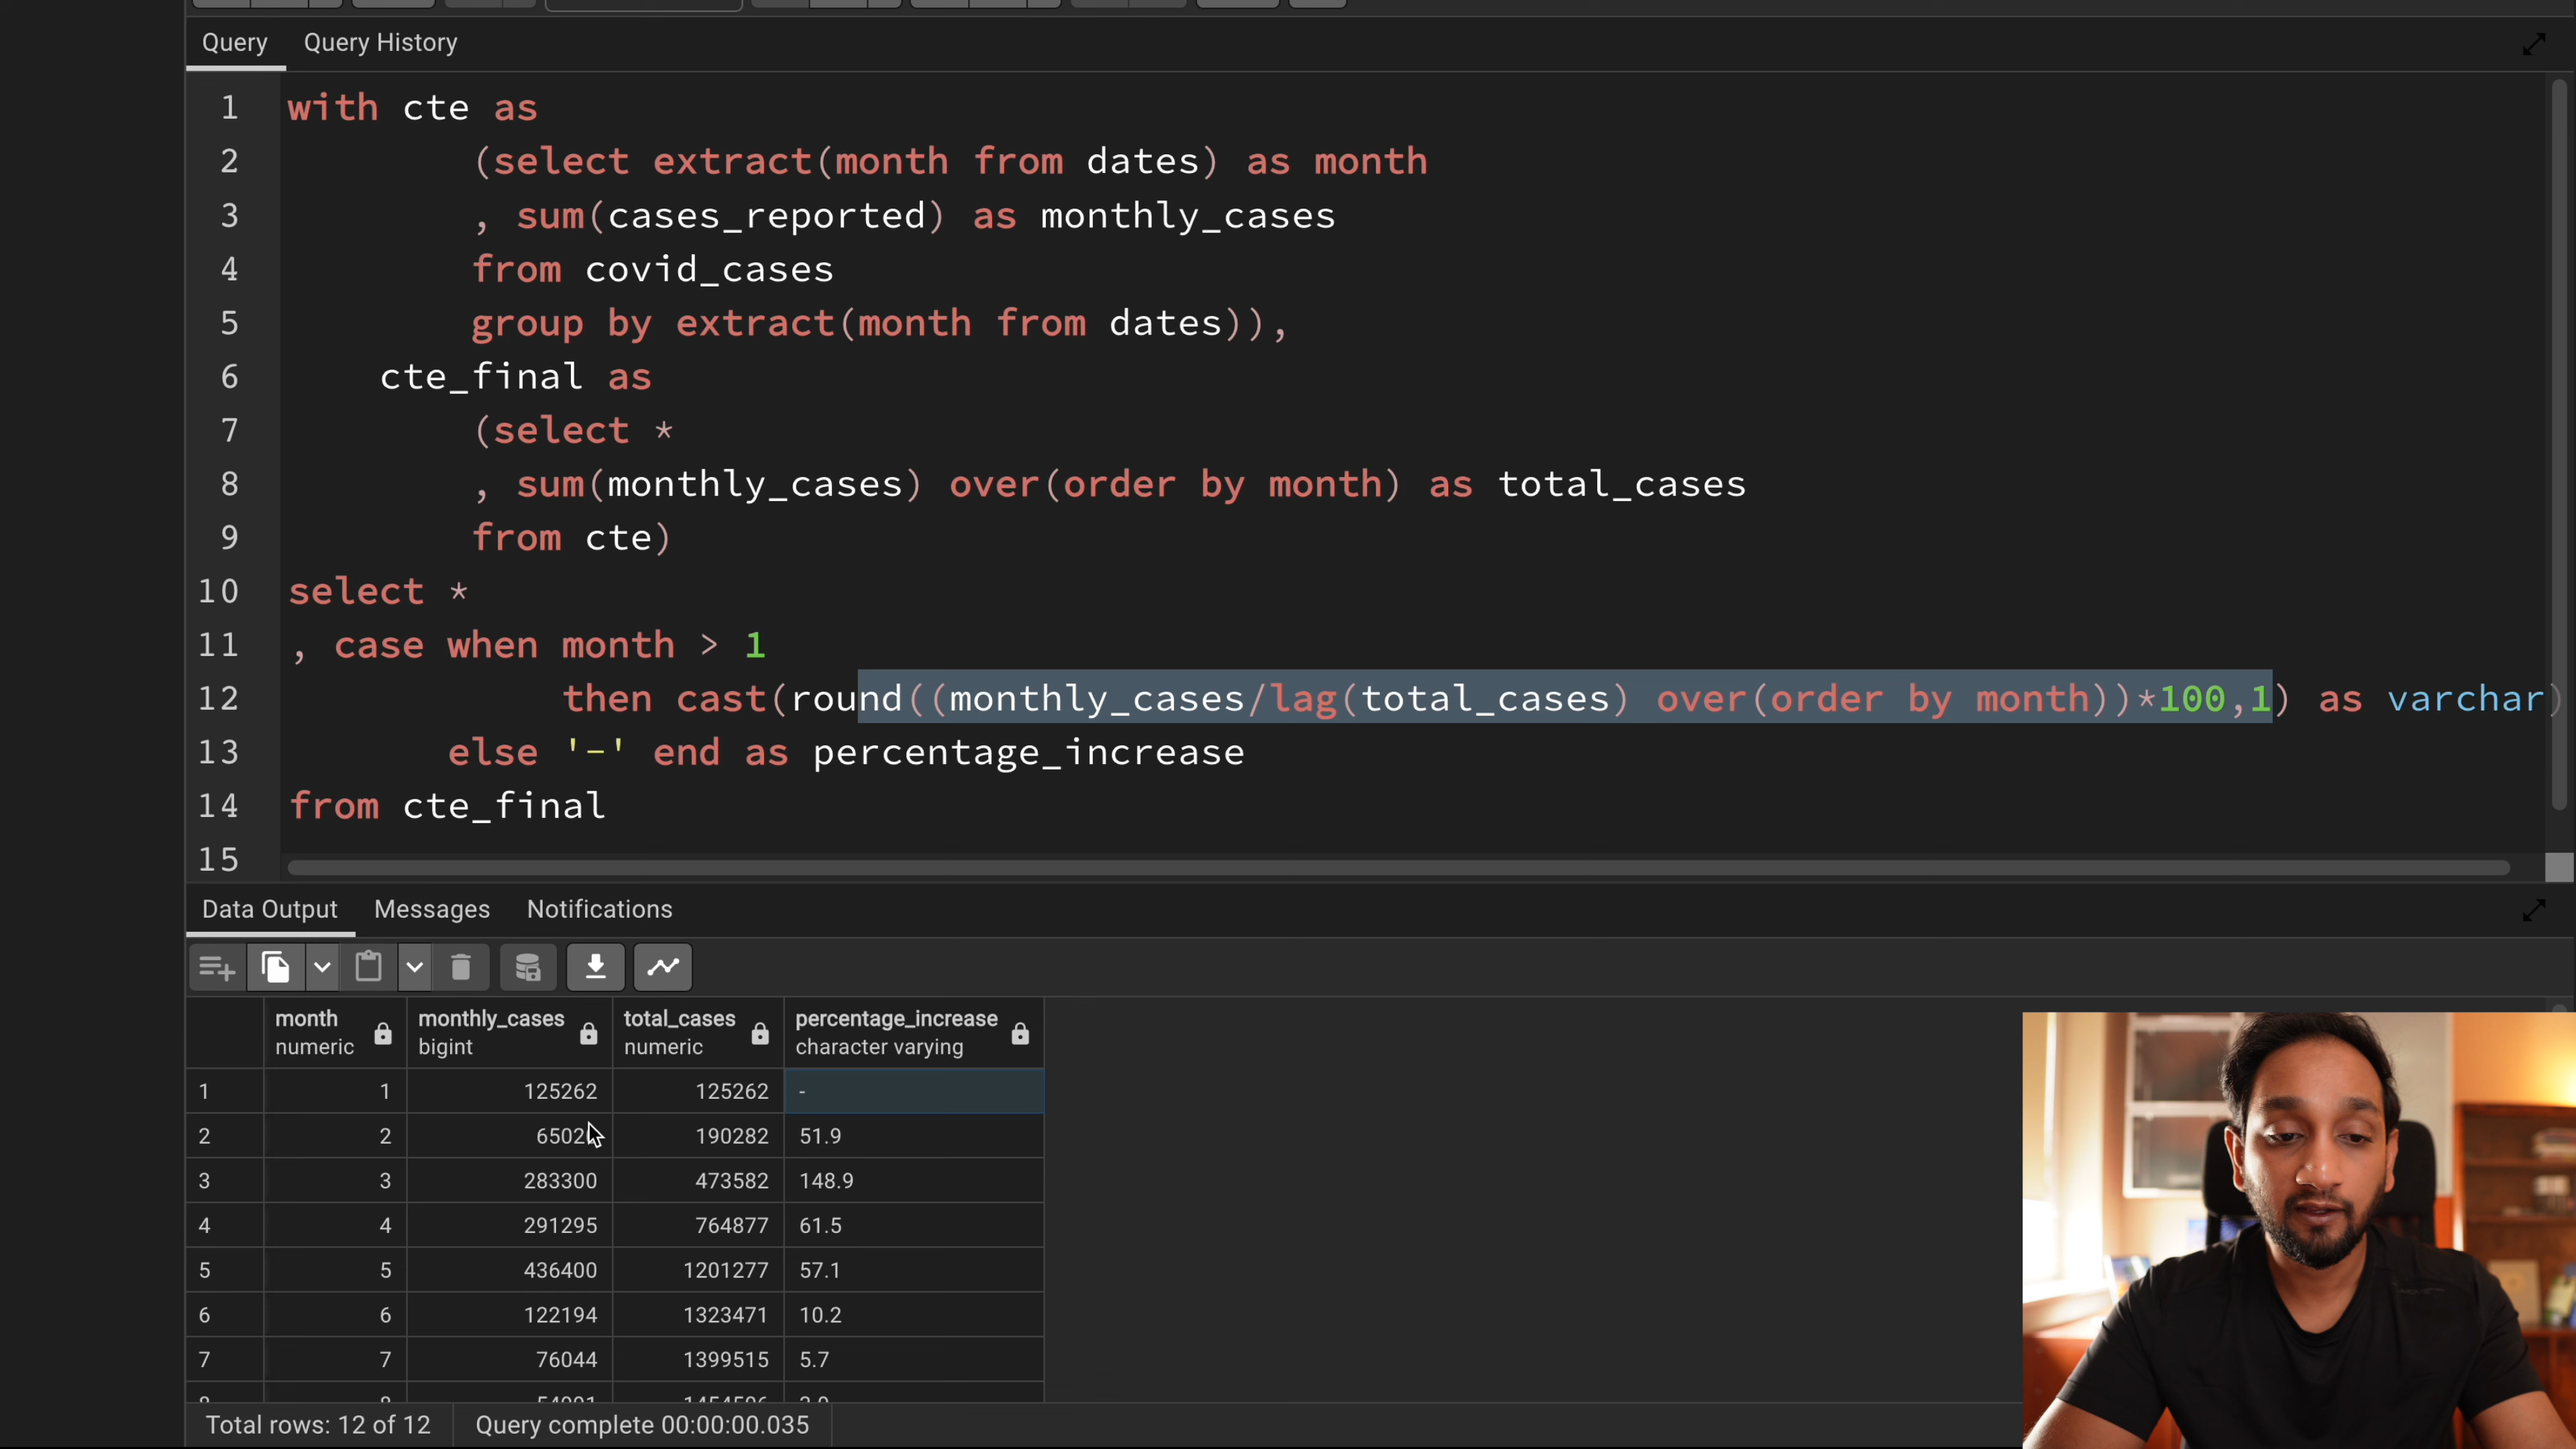 Query Query History
1 with cte as
2 (select extract(month from dates) as month
3 , sum(cases_reported) as monthly_cases
4 from covid_cases
5 group by extract(month from dates)),
6 cte_final as
7 (select *
8 , sum(monthly_cases) over(order by month) as total_cases
9 from cte)
10 select *
11 , case when month > 1
12 then cast(round((monthly_cases/lag(total_cases) over(order by month))*100,1) as varchar)
13 else '-' end as percentage_increase
14 from cte_final
15
Data Output Messages Notifications
month monthly_cases total_cases percentage_increase
numeric bigint numeric character varying
1 1 125262 125262 -
2 2 190282 51.9
3 3 283300 473582 148.9
4 4 291295 764877 61.5
5 5 436400 1201277 57.1
6 6 122194 1323471 10.2
7 7 76044 1399515 5.7
Total rows: 12 of 12 Query complete 00:00:00.035